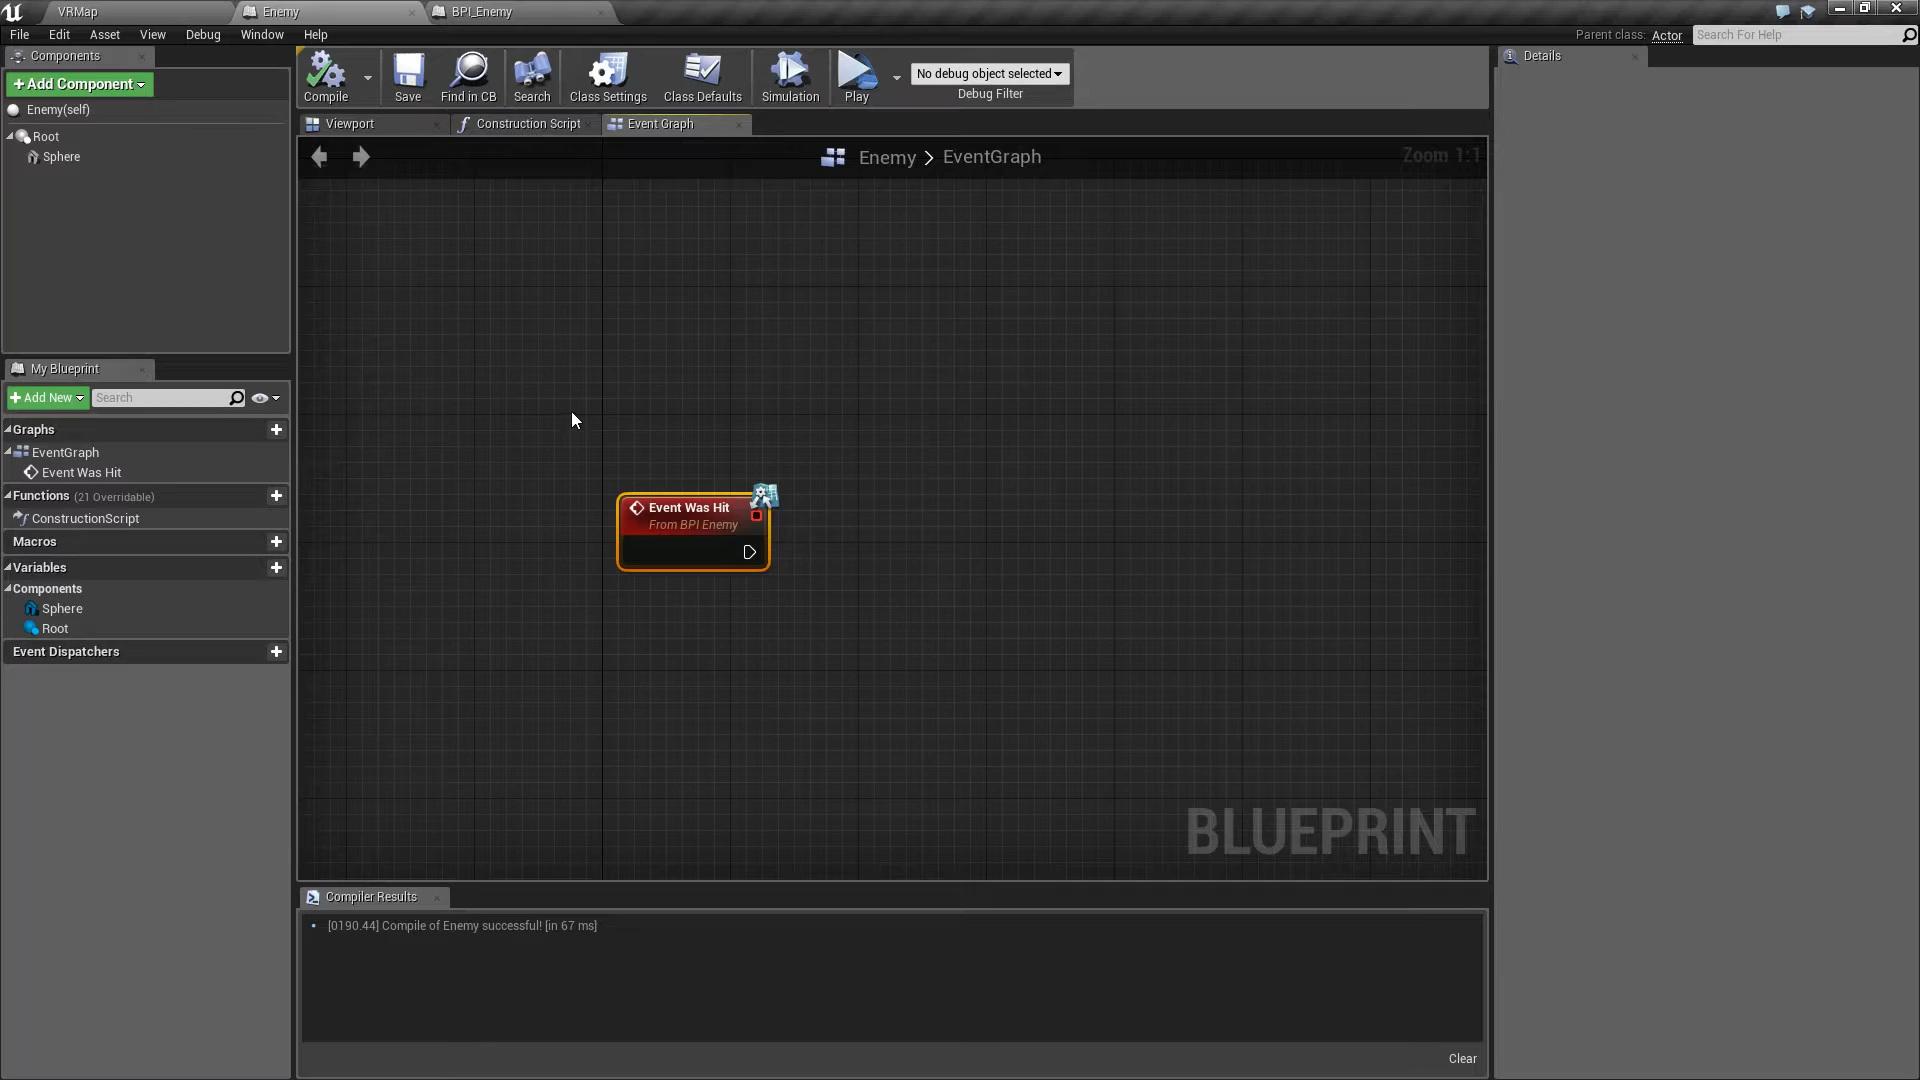 VRMap
Enemy
BPI_Enemy
File Edit Asset View Debug Window Help
Parent class: Actor
Search For Help
Components
+ Add Component
Enemy(self)
Root
Sphere
Compile
Save
Find in CB
Search
Class Settings
Class Defaults
Simulation
Play
No debug object selected
Debug Filter
Details
Viewport
Construction Script
Event Graph
Enemy > EventGraph
Zoom 1:1
My Blueprint
+ Add New
Search
Graphs
EventGraph
Event Was Hit
Functions (21 Overridable)
ConstructionScript
Macros
Variables
Components
Sphere
Root
Event Dispatchers
Event Was Hit
From BPI Enemy
BLUEPRINT
Compiler Results
[0190.44] Compile of Enemy successful! [in 67 ms]
Clear